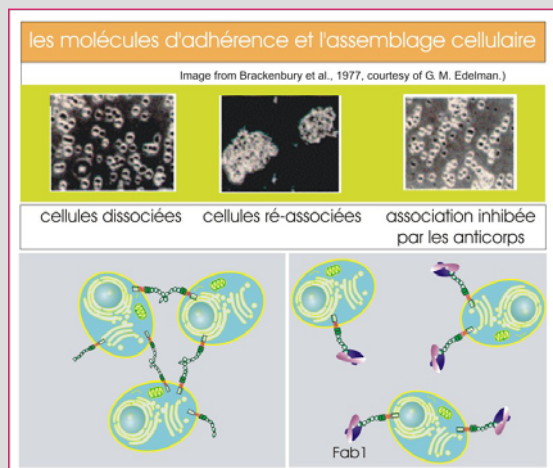 les molécules d'adhérence et l'assemblage cellulaire
Image from Brackenbury et al., 1977, courtesy of G. M. Edelman.)
cellules dissociées
cellules ré-associées
association inhibée
par les anticorps
Fab1